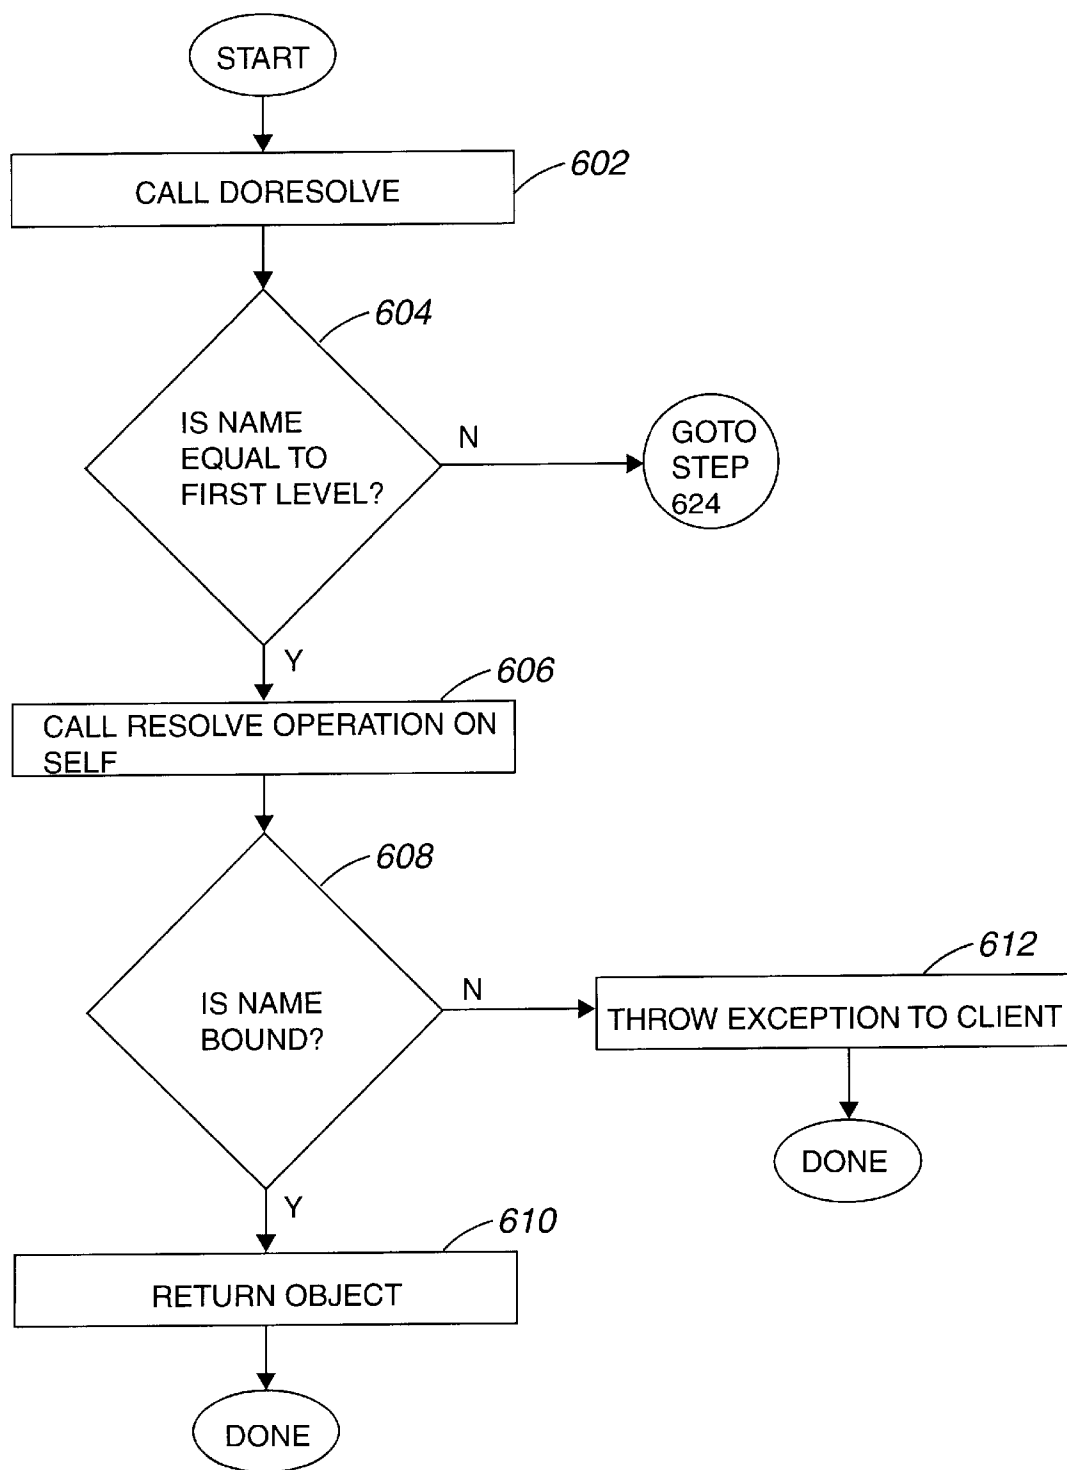 START
CALL DORESOLVE
602
604
IS NAME
EQUAL TO
FIRST LEVEL?
N
GOTO
STEP
624
Y
606
CALL RESOLVE OPERATION ON
SELF
608
IS NAME
BOUND?
N
612
THROW EXCEPTION TO CLIENT
DONE
Y
610
RETURN OBJECT
DONE